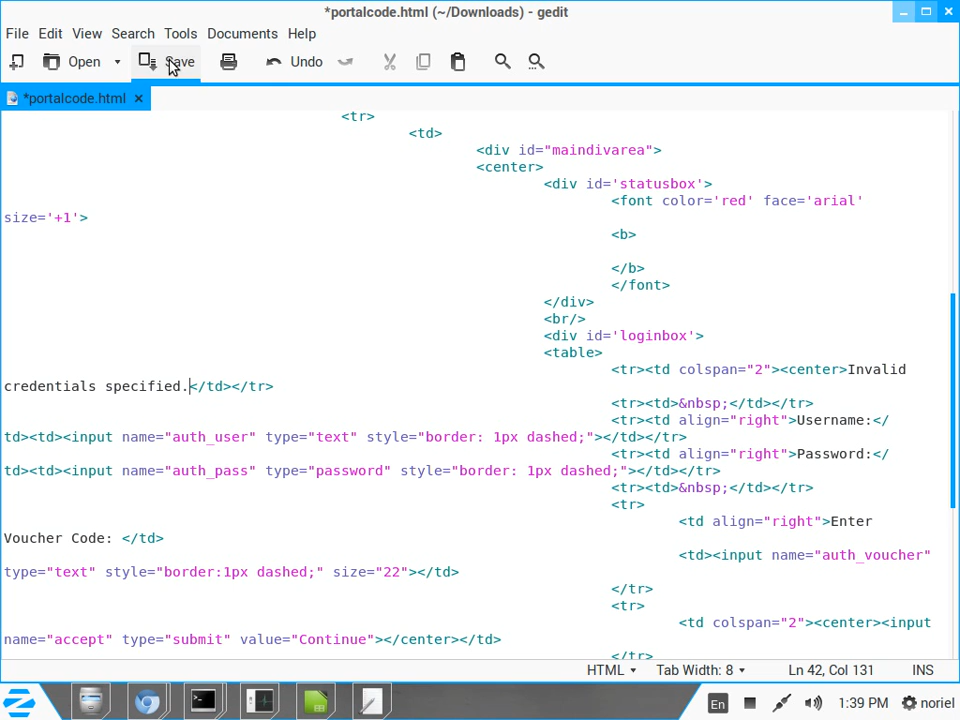 *portalcode.html (~/Downloads) - gedit
File Edit View Search Tools Documents Help
Open Save Undo
*portalcode.html ×
<tr>
<td>
<div id="maindivarea">
<center>
<div id='statusbox'>
<font color='red' face='arial'
size='+1'>
<b>
</b>
</font>
</div>
<br/>
<div id='loginbox'>
<table>
<tr><td colspan="2"><center>Invalid
credentials specified.</td></tr>
<tr><td>&nbsp;</td></tr>
<tr><td align="right">Username:</
td><td><input name="auth_user" type="text" style="border: 1px dashed;"></td></tr>
<tr><td align="right">Password:</
td><td><input name="auth_pass" type="password" style="border: 1px dashed;"></td></tr>
<tr><td>&nbsp;</td></tr>
<tr>
<td align="right">Enter
Voucher Code: </td>
<td><input name="auth_voucher"
type="text" style="border:1px dashed;" size="22"></td>
</tr>
<tr>
<td colspan="2"><center><input
name="accept" type="submit" value="Continue"></center></td>
</tr>
HTML Tab Width: 8 Ln 42, Col 131 INS
En 1:39 PM noriel